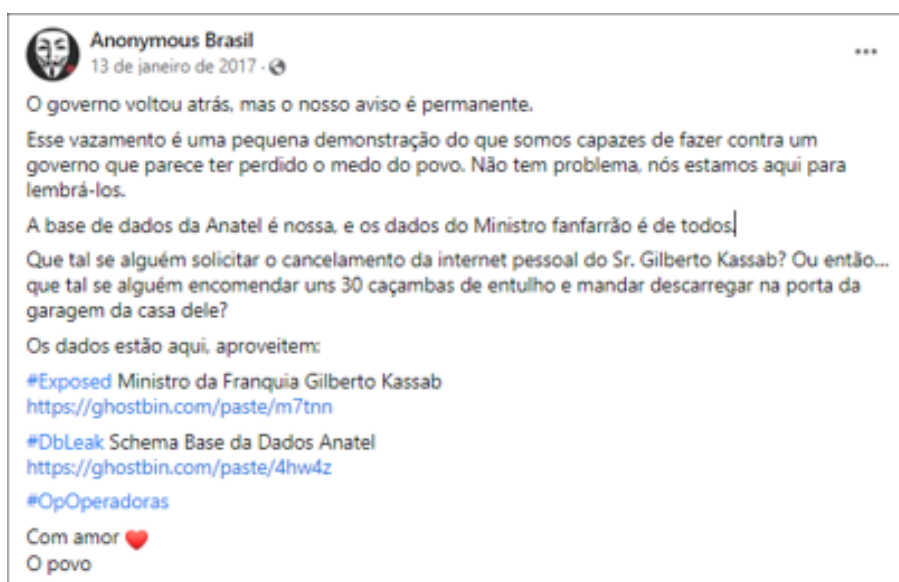 Anonymous Brasil
13 de janeiro de 2017 ·
O governo voltou atrás, mas o nosso aviso é permanente.
Esse vazamento é uma pequena demonstração do que somos capazes de fazer contra um
governo que parece ter perdido o medo do povo. Não tem problema, nós estamos aqui para
lembrá-los.
A base de dados da Anatel é nossa, e os dados do Ministro fanfarrão é de todos.
Que tal se alguém solicitar o cancelamento da internet pessoal do Sr. Gilberto Kassab? Ou então...
que tal se alguém encomendar uns 30 caçambas de entulho e mandar descarregar na porta da
garagem da casa dele?
Os dados estão aqui, aproveitem:
#Exposed Ministro da Franquia Gilberto Kassab
https://ghostbin.com/paste/m7tnn
#DbLeak Schema Base da Dados Anatel
https://ghostbin.com/paste/4hw4z
#OpOperadoras
Com amor ❤️
O povo